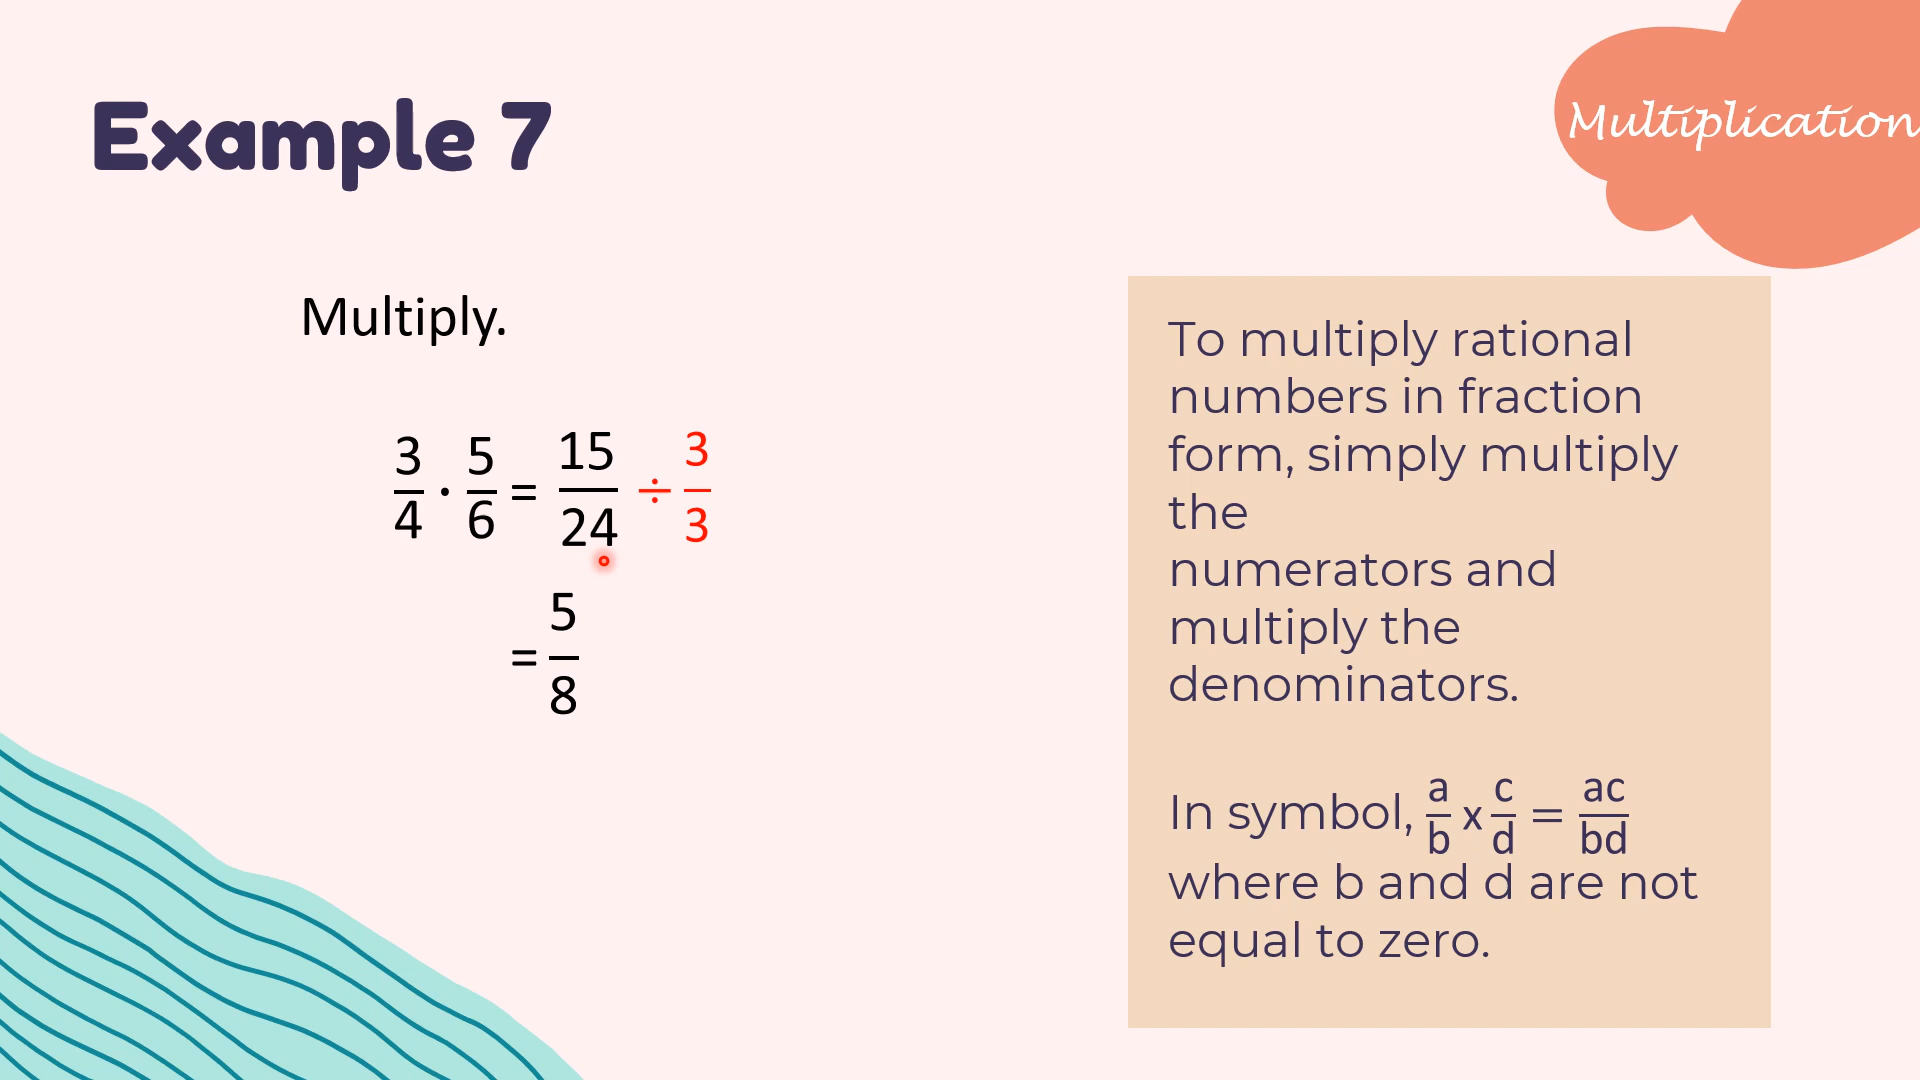 Example 7
Multiplication
Multiply.
3/4 · 5/6 = 15/24 ÷ 3/3
= 5/8
To multiply rational
numbers in fraction
form, simply multiply
the
numerators and
multiply the
denominators.
In symbol, a/b x c/d = ac/bd
where b and d are not
equal to zero.